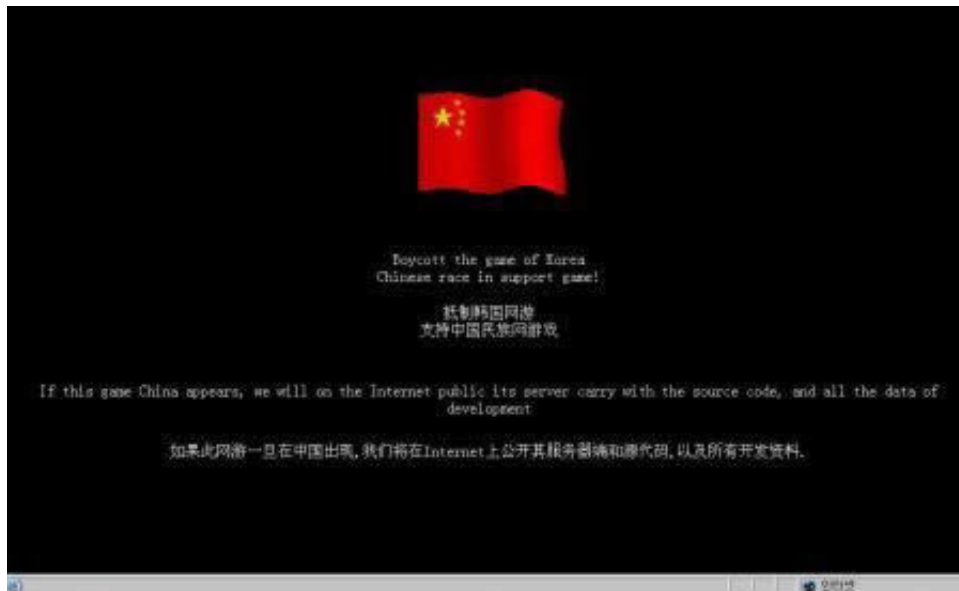 Boycott the game of Korea
Chinese race in support game!
抵制韩国网游
支持中国民族网游戏
If this game China appears, we will on the Internet public its server carry with the source code, and all the data of
development
如果此网游一旦在中国出现,我们将在Internet上公开其服务器端和源代码,以及所有开发资料.
인터넷